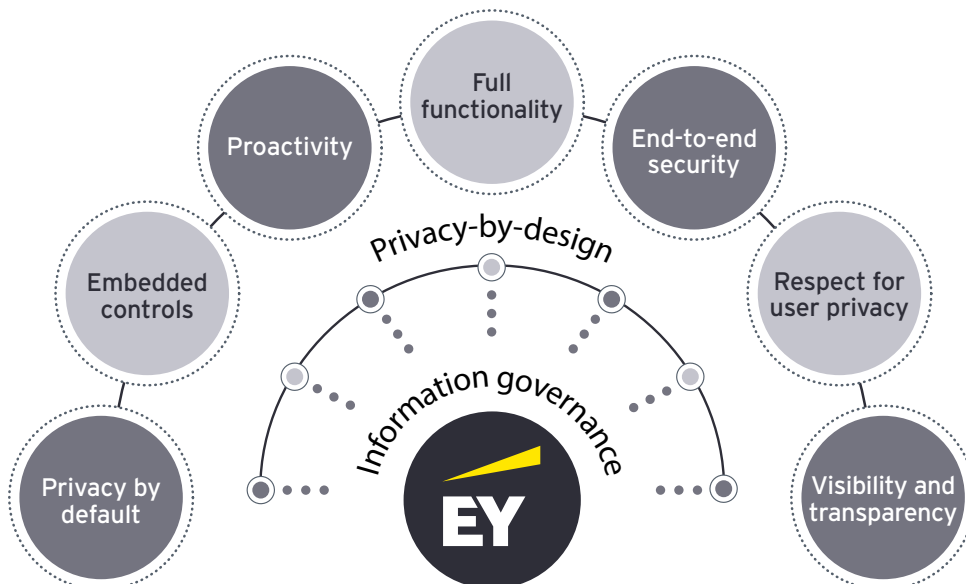 Full
functionality
Proactivity
End-to-end
security
Privacy-by-design
Embedded
controls
Respect for
user privacy
Information governance
Privacy by
default
EY
Visibility and
transparency